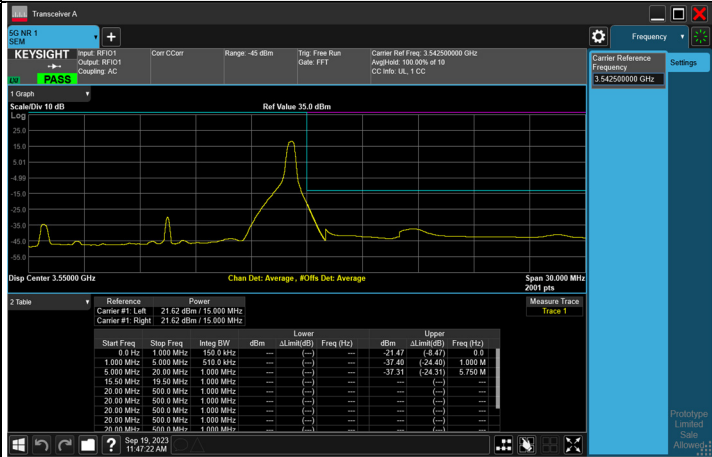 Transceiver A
5G NR 1
SEM
Frequency
KEYSIGHT
Input: RFIO1
Output: RFIO1
Coupling: AC
Corr CCorr
Range: -45 dBm
Trig: Free Run
Gate: FFT
Carrier Ref Freq: 3.542500000 GHz
Avg|Hold: 100.00% of 10
CC Info: UL, 1 CC
LXI
PASS
Carrier Reference
Frequency
3.542500000 GHz
Settings
1 Graph
Scale/Div 10 dB
Ref Value 35.0 dBm
Log
25.0
15.0
5.01
-4.99
-15.0
-25.0
-35.0
-45.0
-55.0
Disp Center 3.55000 GHz
Chan Det: Average , #Offs Det: Average
Span 30.000 MHz
2001 pts
2 Table
Reference Power
Carrier #1: Left 21.62 dBm / 15.000 MHz
Carrier #1: Right 21.62 dBm / 15.000 MHz
Measure Trace
Trace 1
Lower Upper
Start Freq Stop Freq Integ BW dBm ΔLimit(dB) Freq (Hz) dBm ΔLimit(dB) Freq (Hz)
0.0 Hz 1.000 MHz 150.0 kHz --- (---) --- -21.47 (-8.47) 0.0
1.000 MHz 5.000 MHz 510.0 kHz --- (---) --- -37.40 (-24.40) 1.000 M
5.000 MHz 20.00 MHz 1.000 MHz --- (---) --- -37.31 (-24.31) 5.750 M
15.50 MHz 19.50 MHz 1.000 MHz --- (---) --- --- (---) ---
20.00 MHz 500.0 MHz 1.000 MHz --- (---) --- --- (---) ---
20.00 MHz 500.0 MHz 1.000 MHz --- (---) --- --- (---) ---
20.00 MHz 500.0 MHz 1.000 MHz --- (---) --- --- (---) ---
20.00 MHz 500.0 MHz 1.000 MHz --- (---) --- --- (---) ---
Prototype
Limited
Sale
Allowed
Sep 19, 2023
11:47:22 AM